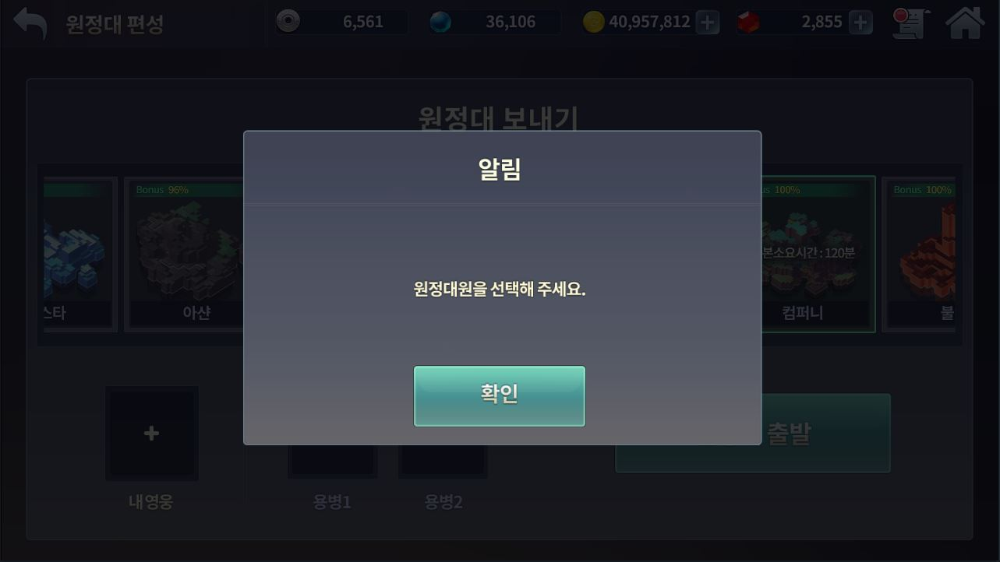 원정대 편성
6,561
36,106
40,957,812
2,855
원정대 보내기
알림
Bonus 96%
100%
Bonus 100%
원정대원을 선택해 주세요.
본소요시간 : 120분
스타
아샨
컴퍼니
불
확인
출발
내 영웅
용병1
용병2